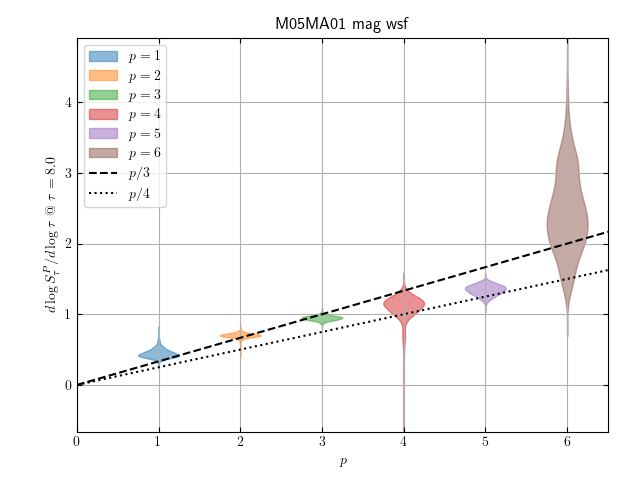 M05MA01 mag wsf
p = 1
p = 2
p = 3
p = 4
p = 5
p = 6
p/3
p/4
d log S_τ^P / d log τ @ τ = 8.0
4
3
2
1
0
0 1 2 3 4 5 6
p